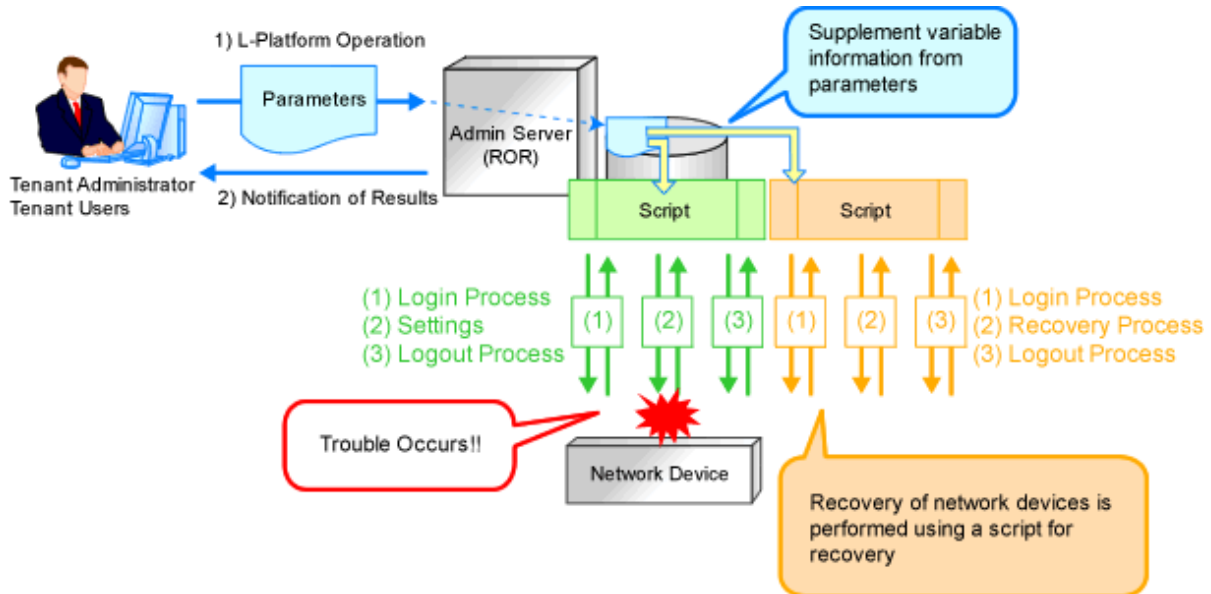 1) L-Platform Operation
Parameters
2) Notification of Results
Tenant Administrator
Tenant Users
Admin Server
(ROR)
Supplement variable
information from
parameters
Script
Script
(1) Login Process
(2) Settings
(3) Logout Process
(1)
(2)
(3)
(1)
(2)
(3)
(1) Login Process
(2) Recovery Process
(3) Logout Process
Trouble Occurs!!
Network Device
Recovery of network devices is
performed using a script for
recovery